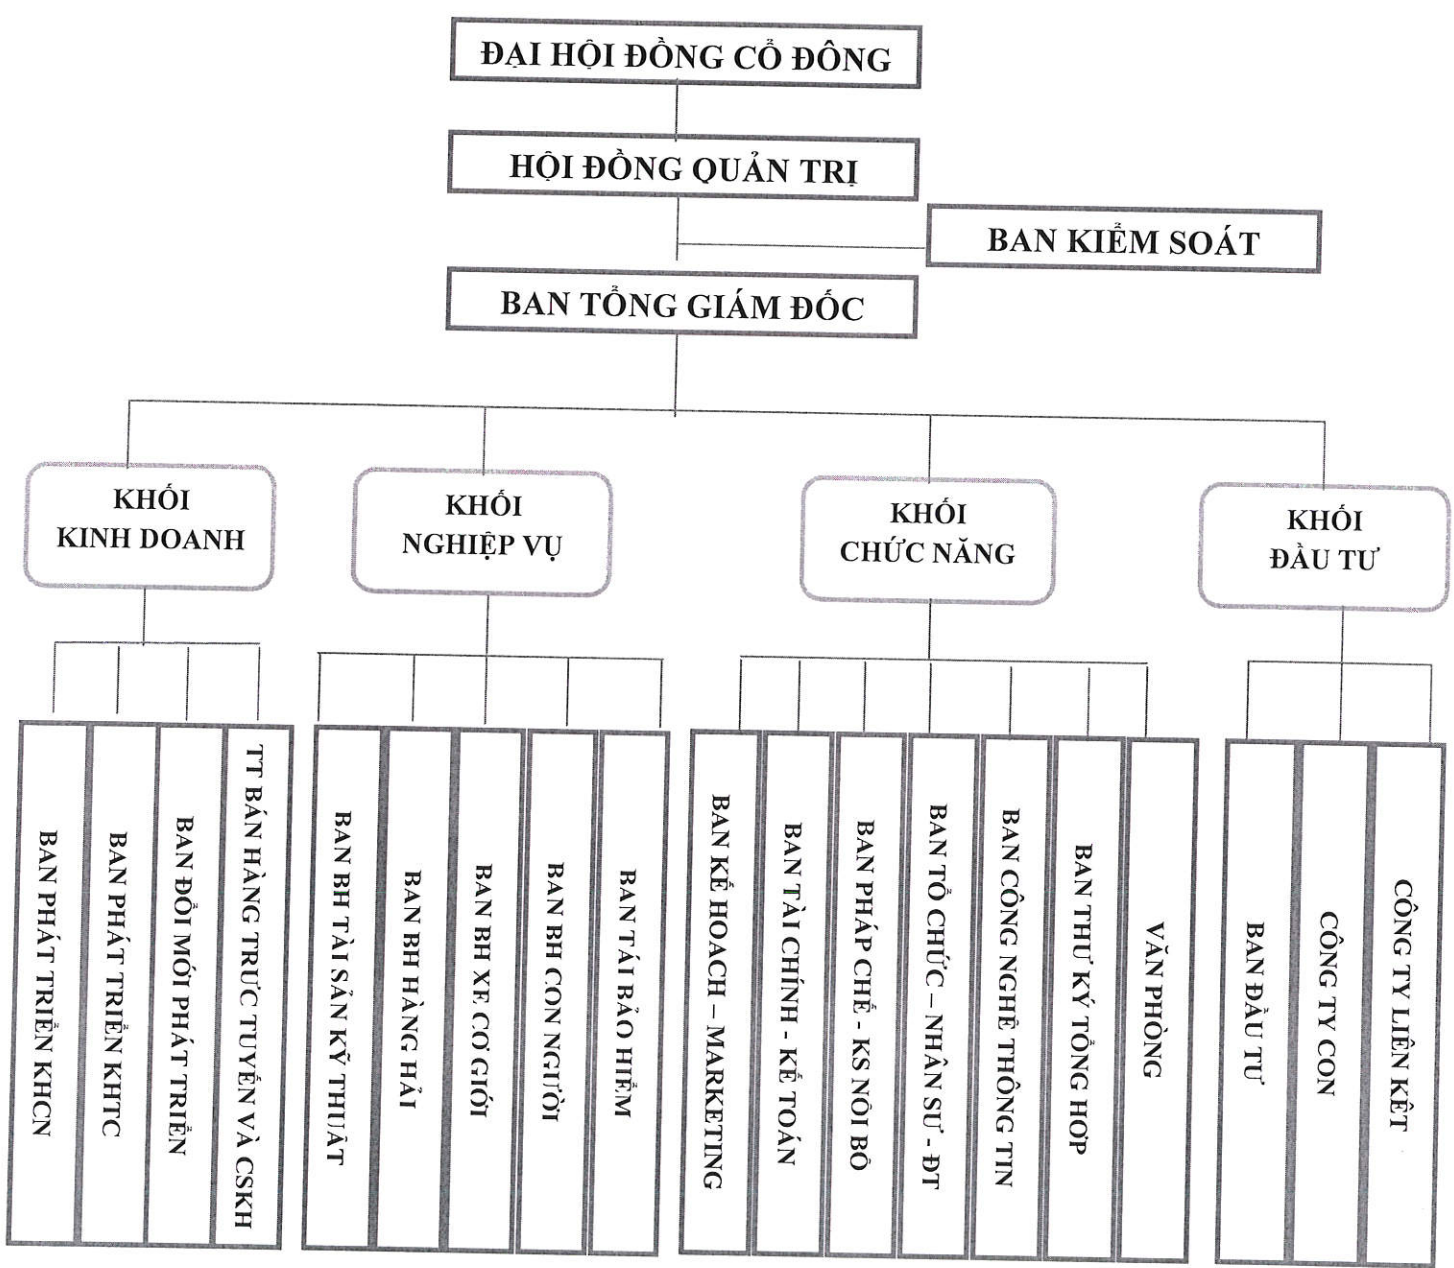 ĐẠI HỘI ĐỒNG CỔ ĐÔNG
HỘI ĐỒNG QUẢN TRỊ
BAN KIỂM SOÁT
BAN TỔNG GIÁM ĐỐC
KHỐI
KINH DOANH
KHỐI
NGHIỆP VỤ
KHỐI
CHỨC NĂNG
KHỐI
ĐẦU TƯ
BAN PHÁT TRIỂN KHCN
BAN PHÁT TRIỂN KHTC
BAN ĐỔI MỚI PHÁT TRIỂN
TT BÁN HÀNG TRỰC TUYẾN VÀ CSKH
BAN BH TÀI SẢN KỸ THUẬT
BAN BH HÀNG HẢI
BAN BH XE CƠ GIỚI
BAN BH CON NGƯỜI
BAN TÁI BẢO HIỂM
BAN KẾ HOẠCH – MARKETING
BAN TÀI CHÍNH - KẾ TOÁN
BAN PHÁP CHẾ - KS NỘI BỘ
BAN TỔ CHỨC – NHÂN SỰ - ĐT
BAN CÔNG NGHỆ THÔNG TIN
BAN THƯ KÝ TỔNG HỢP
VĂN PHÒNG
BAN ĐẦU TƯ
CÔNG TY CON
CÔNG TY LIÊN KẾT